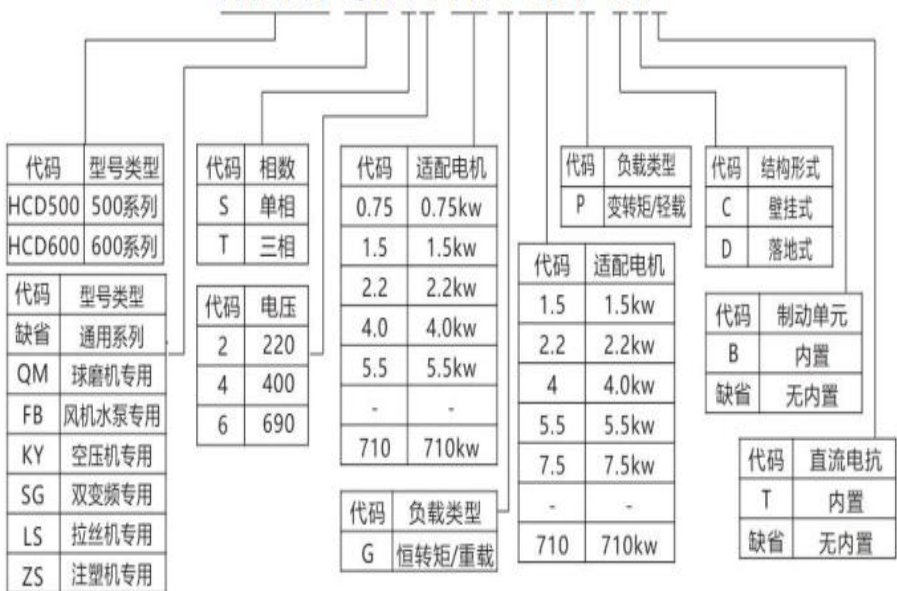 代码 型号类型
HCD500 500系列
HCD600 600系列
代码 型号类型
缺省 通用系列
QM 球磨机专用
FB 风机水泵专用
KY 空压机专用
SG 双变频专用
LS 拉丝机专用
ZS 注塑机专用
代码 相数
S 单相
T 三相
代码 电压
2 220
4 400
6 690
代码 适配电机
0.75 0.75kw
1.5 1.5kw
2.2 2.2kw
4.0 4.0kw
5.5 5.5kw
- -
710 710kw
代码 负载类型
G 恒转矩/重载
代码 负载类型
P 变转矩/轻载
代码 适配电机
1.5 1.5kw
2.2 2.2kw
4 4.0kw
5.5 5.5kw
7.5 7.5kw
- -
710 710kw
代码 结构形式
C 壁挂式
D 落地式
代码 制动单元
B 内置
缺省 无内置
代码 直流电抗
T 内置
缺省 无内置